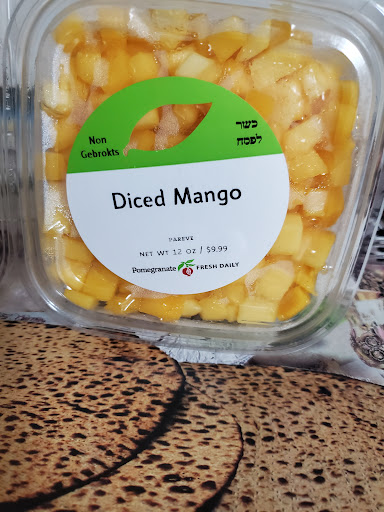 Non
Gebrokts
כשר
לפסח
Diced Mango
PAREVE
NET WT 12 OZ / $9.99
Pomegranate FRESH DAILY